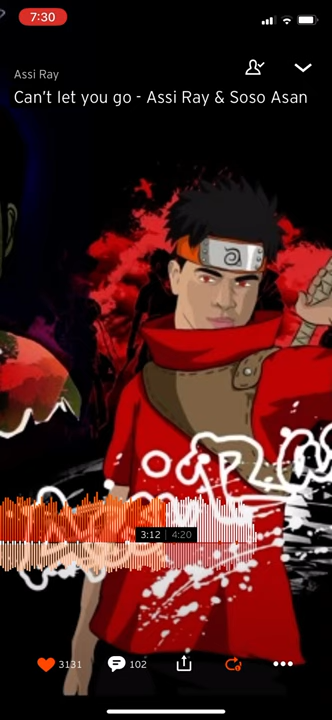 7:30
Assi Ray
Can't let you go - Assi Ray & Soso Asan
3:12 | 4:20
3131
102